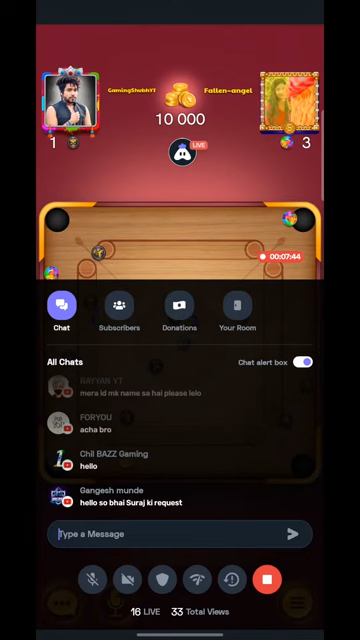 GamingShubhYT
Fallen-angel
10 000
1
3
LIVE
00:07:44
Chat
Subscribers
Donations
Your Room
All Chats
Chat alert box
RAYYAN YT
mera id mk name sa hai please lelo
FORYOU
acha bro
Chil BAZZ Gaming
hello
Gangesh munde
hello so bhai Suraj ki request
Type a Message
16 LIVE
33 Total Views